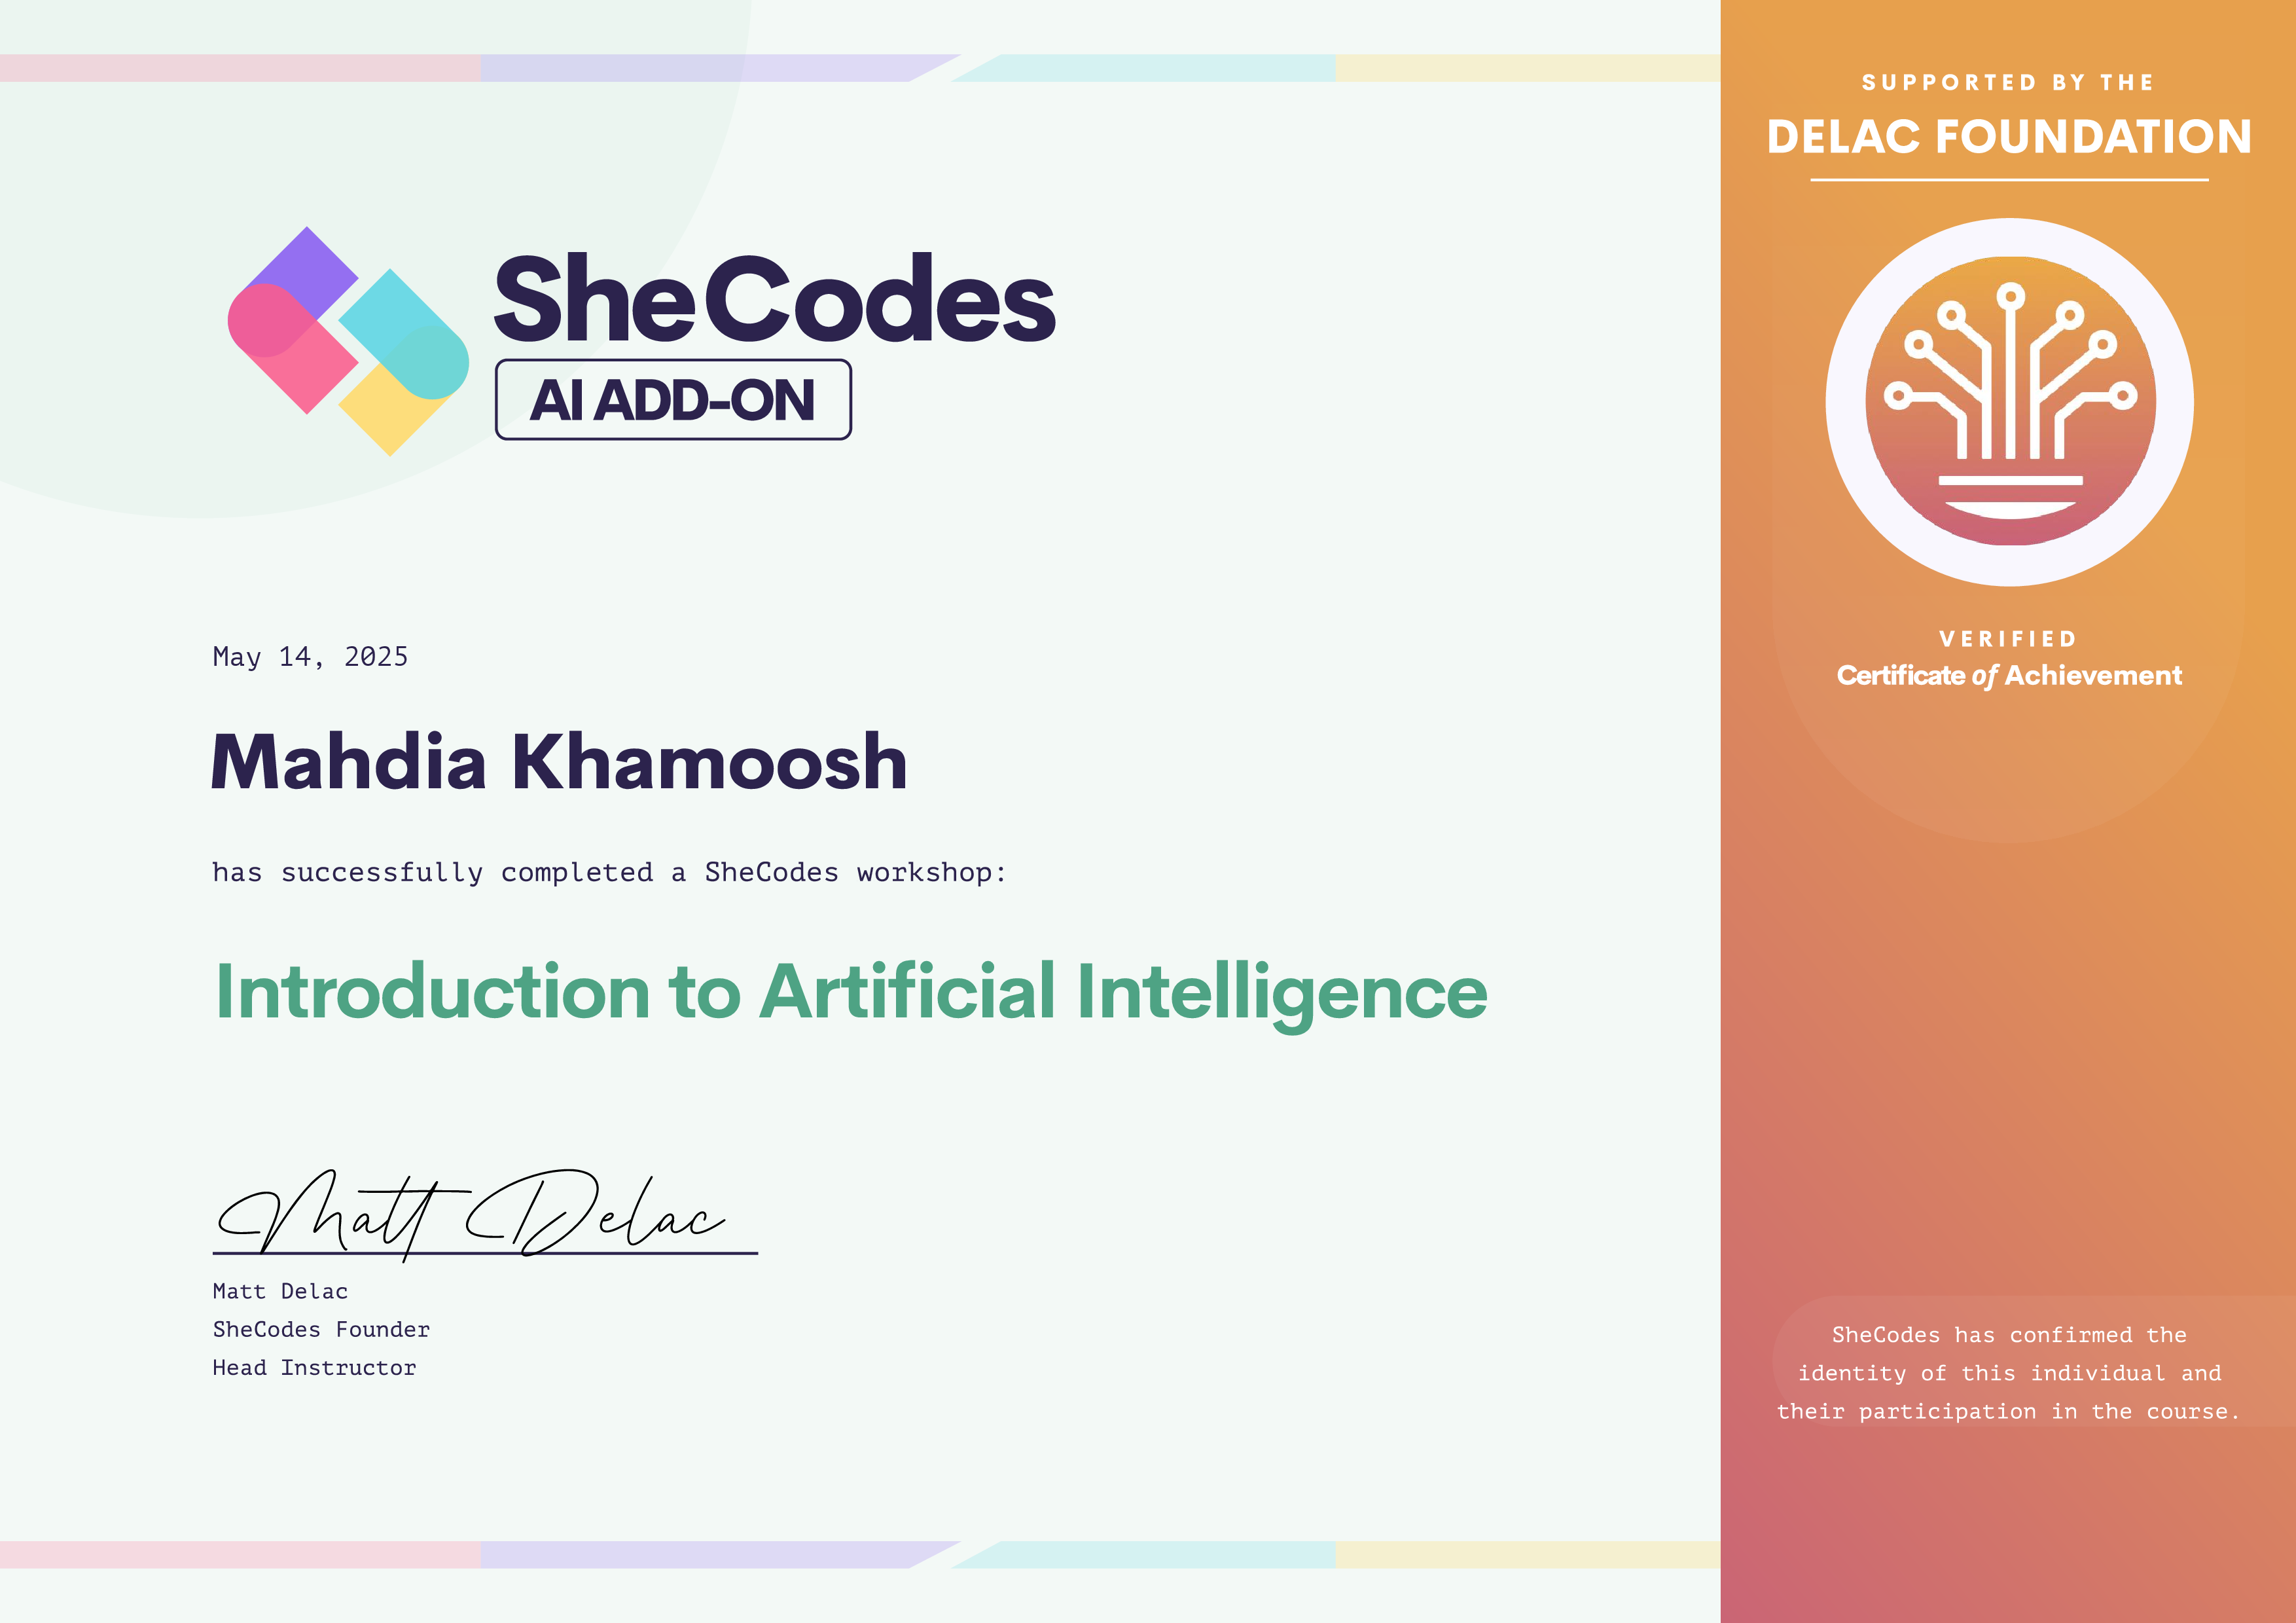 SheCodes
AI ADD-ON
May 14, 2025
Mahdia Khamoosh
has successfully completed a SheCodes workshop:
Introduction to Artificial Intelligence
Matt Delac
Matt Delac
SheCodes Founder
Head Instructor
SUPPORTED BY THE
DELAC FOUNDATION
VERIFIED
Certificate of Achievement
SheCodes has confirmed the
identity of this individual and
their participation in the course.